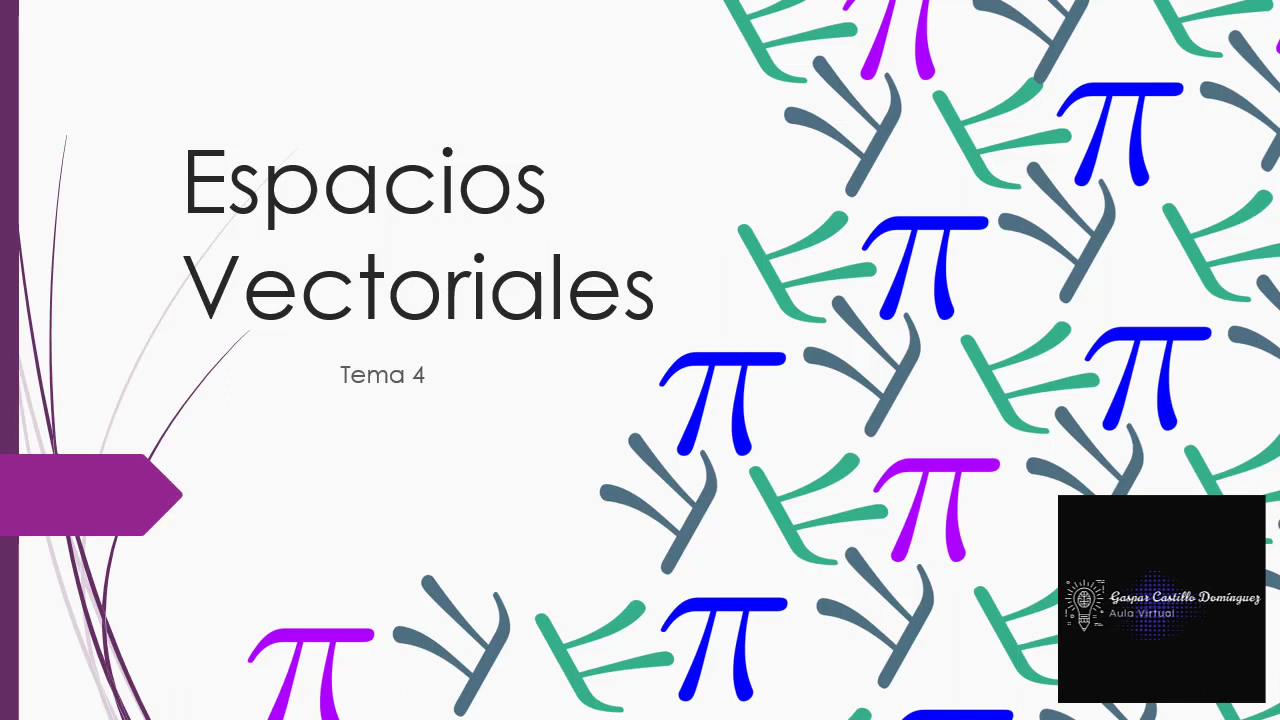 Espacios
Vectoriales
Tema 4
Gaspar Castillo Domínguez
Aula Virtual